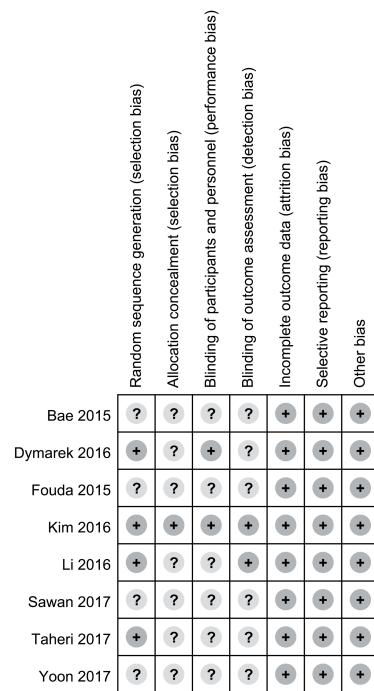 Random sequence generation (selection bias)
Allocation concealment (selection bias)
Blinding of participants and personnel (performance bias)
Blinding of outcome assessment (detection bias)
Incomplete outcome data (attrition bias)
Selective reporting (reporting bias)
Other bias
Bae 2015 ? ? ? ? + + +
Dymarek 2016 + ? + ? + + +
Fouda 2015 ? ? ? ? + + +
Kim 2016 + + + + + + +
Li 2016 + ? ? + + + +
Sawan 2017 ? ? ? ? + + +
Taheri 2017 + ? ? ? + + +
Yoon 2017 ? ? ? ? + + +